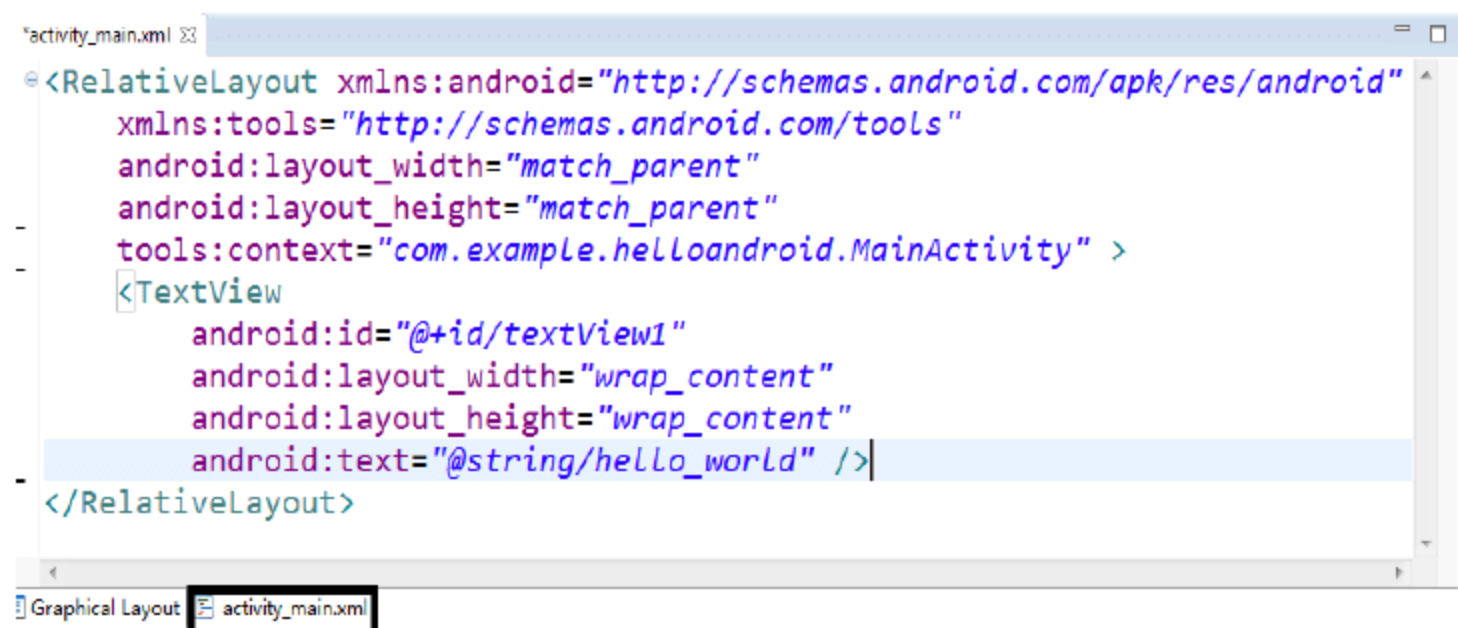 *activity_main.xml
<RelativeLayout xmlns:android="http://schemas.android.com/apk/res/android"
xmlns:tools="http://schemas.android.com/tools"
android:layout_width="match_parent"
android:layout_height="match_parent"
tools:context="com.example.helloandroid.MainActivity" >
<TextView
android:id="@+id/textView1"
android:layout_width="wrap_content"
android:layout_height="wrap_content"
android:text="@string/hello_world" />
</RelativeLayout>
Graphical Layout activity_main.xml